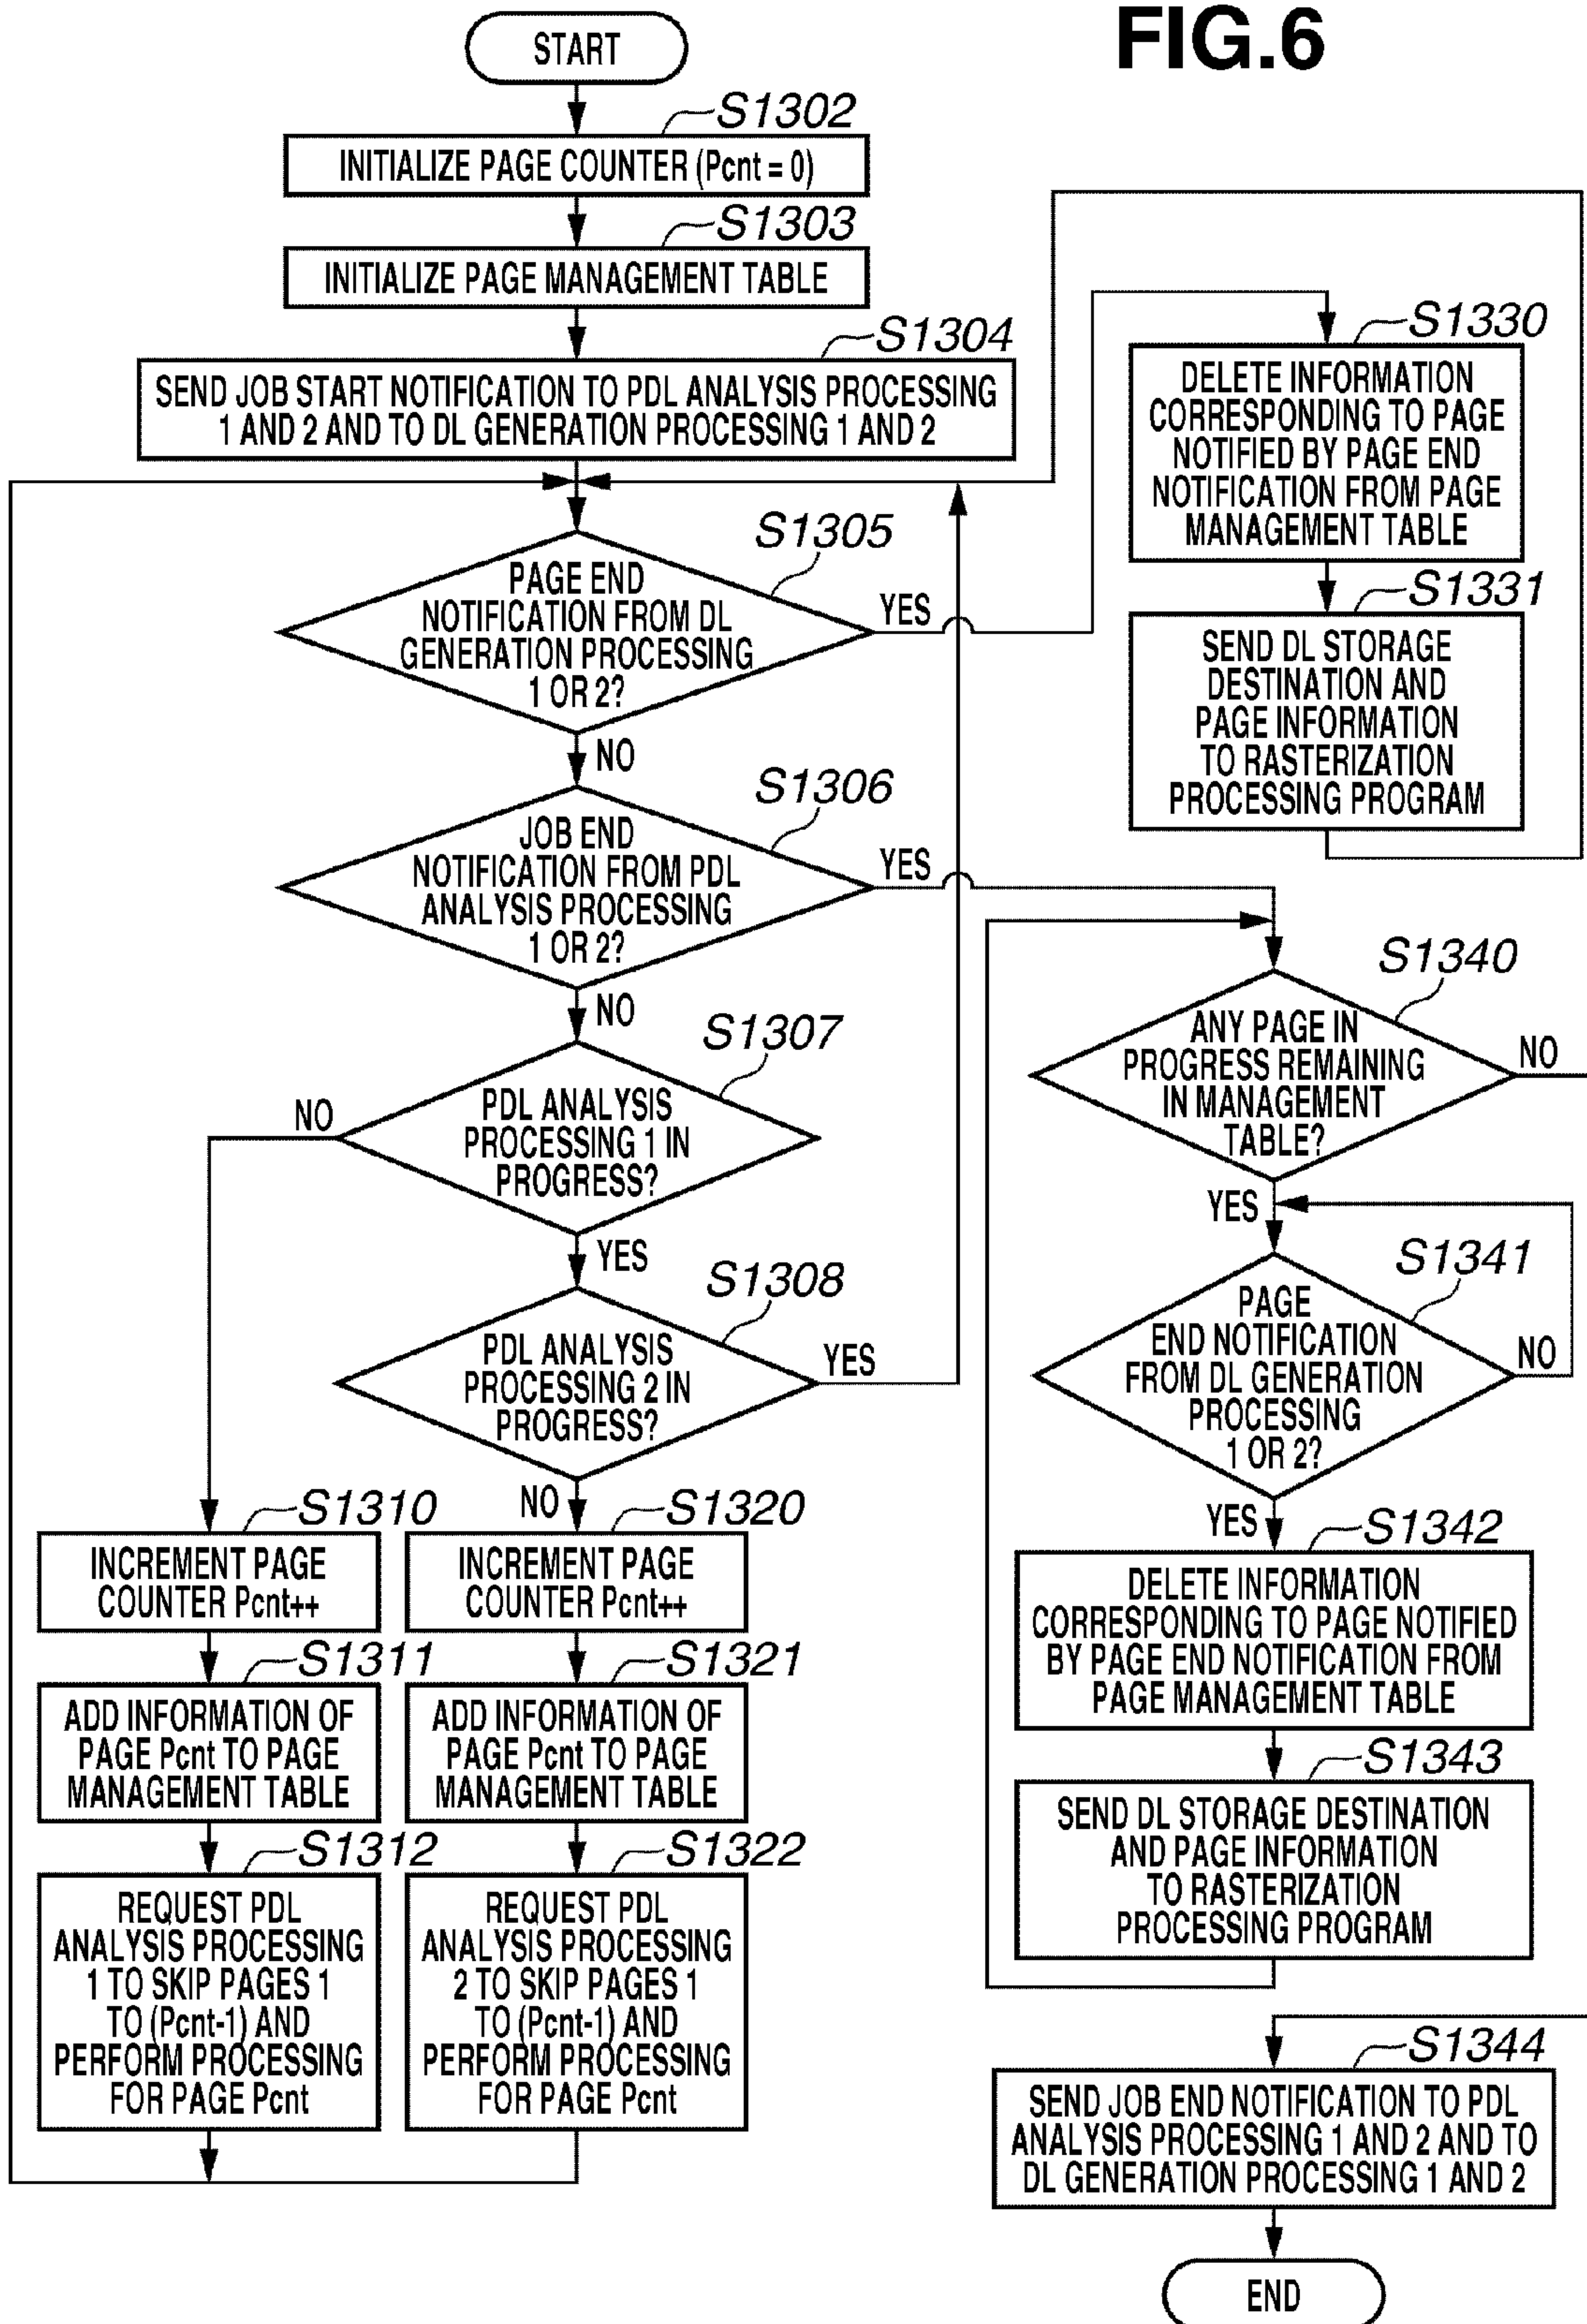 FIG.6
START
S1302
INITIALIZE PAGE COUNTER (Pcnt = 0)
S1303
INITIALIZE PAGE MANAGEMENT TABLE
S1304
SEND JOB START NOTIFICATION TO PDL ANALYSIS PROCESSING
1 AND 2 AND TO DL GENERATION PROCESSING 1 AND 2
S1305
PAGE END
NOTIFICATION FROM DL
GENERATION PROCESSING
1 OR 2?
YES
NO
S1306
JOB END
NOTIFICATION FROM PDL
ANALYSIS PROCESSING
1 OR 2?
YES
NO
S1307
PDL ANALYSIS
PROCESSING 1 IN
PROGRESS?
NO
YES
S1308
PDL ANALYSIS
PROCESSING 2 IN
PROGRESS?
YES
NO
S1310
INCREMENT PAGE
COUNTER Pcnt++
S1311
ADD INFORMATION OF
PAGE Pcnt TO PAGE
MANAGEMENT TABLE
S1312
REQUEST PDL
ANALYSIS PROCESSING
1 TO SKIP PAGES 1
TO (Pcnt-1) AND
PERFORM PROCESSING
FOR PAGE Pcnt
S1320
INCREMENT PAGE
COUNTER Pcnt++
S1321
ADD INFORMATION OF
PAGE Pcnt TO PAGE
MANAGEMENT TABLE
S1322
REQUEST PDL
ANALYSIS PROCESSING
2 TO SKIP PAGES 1
TO (Pcnt-1) AND
PERFORM PROCESSING
FOR PAGE Pcnt
S1330
DELETE INFORMATION
CORRESPONDING TO PAGE
NOTIFIED BY PAGE END
NOTIFICATION FROM PAGE
MANAGEMENT TABLE
S1331
SEND DL STORAGE
DESTINATION AND
PAGE INFORMATION
TO RASTERIZATION
PROCESSING PROGRAM
S1340
ANY PAGE IN
PROGRESS REMAINING
IN MANAGEMENT
TABLE?
NO
YES
S1341
PAGE
END NOTIFICATION
FROM DL GENERATION
PROCESSING
1 OR 2?
NO
YES
S1342
DELETE INFORMATION
CORRESPONDING TO PAGE NOTIFIED
BY PAGE END NOTIFICATION FROM
PAGE MANAGEMENT TABLE
S1343
SEND DL STORAGE DESTINATION
AND PAGE INFORMATION
TO RASTERIZATION
PROCESSING PROGRAM
S1344
SEND JOB END NOTIFICATION TO PDL
ANALYSIS PROCESSING 1 AND 2 AND TO
DL GENERATION PROCESSING 1 AND 2
END